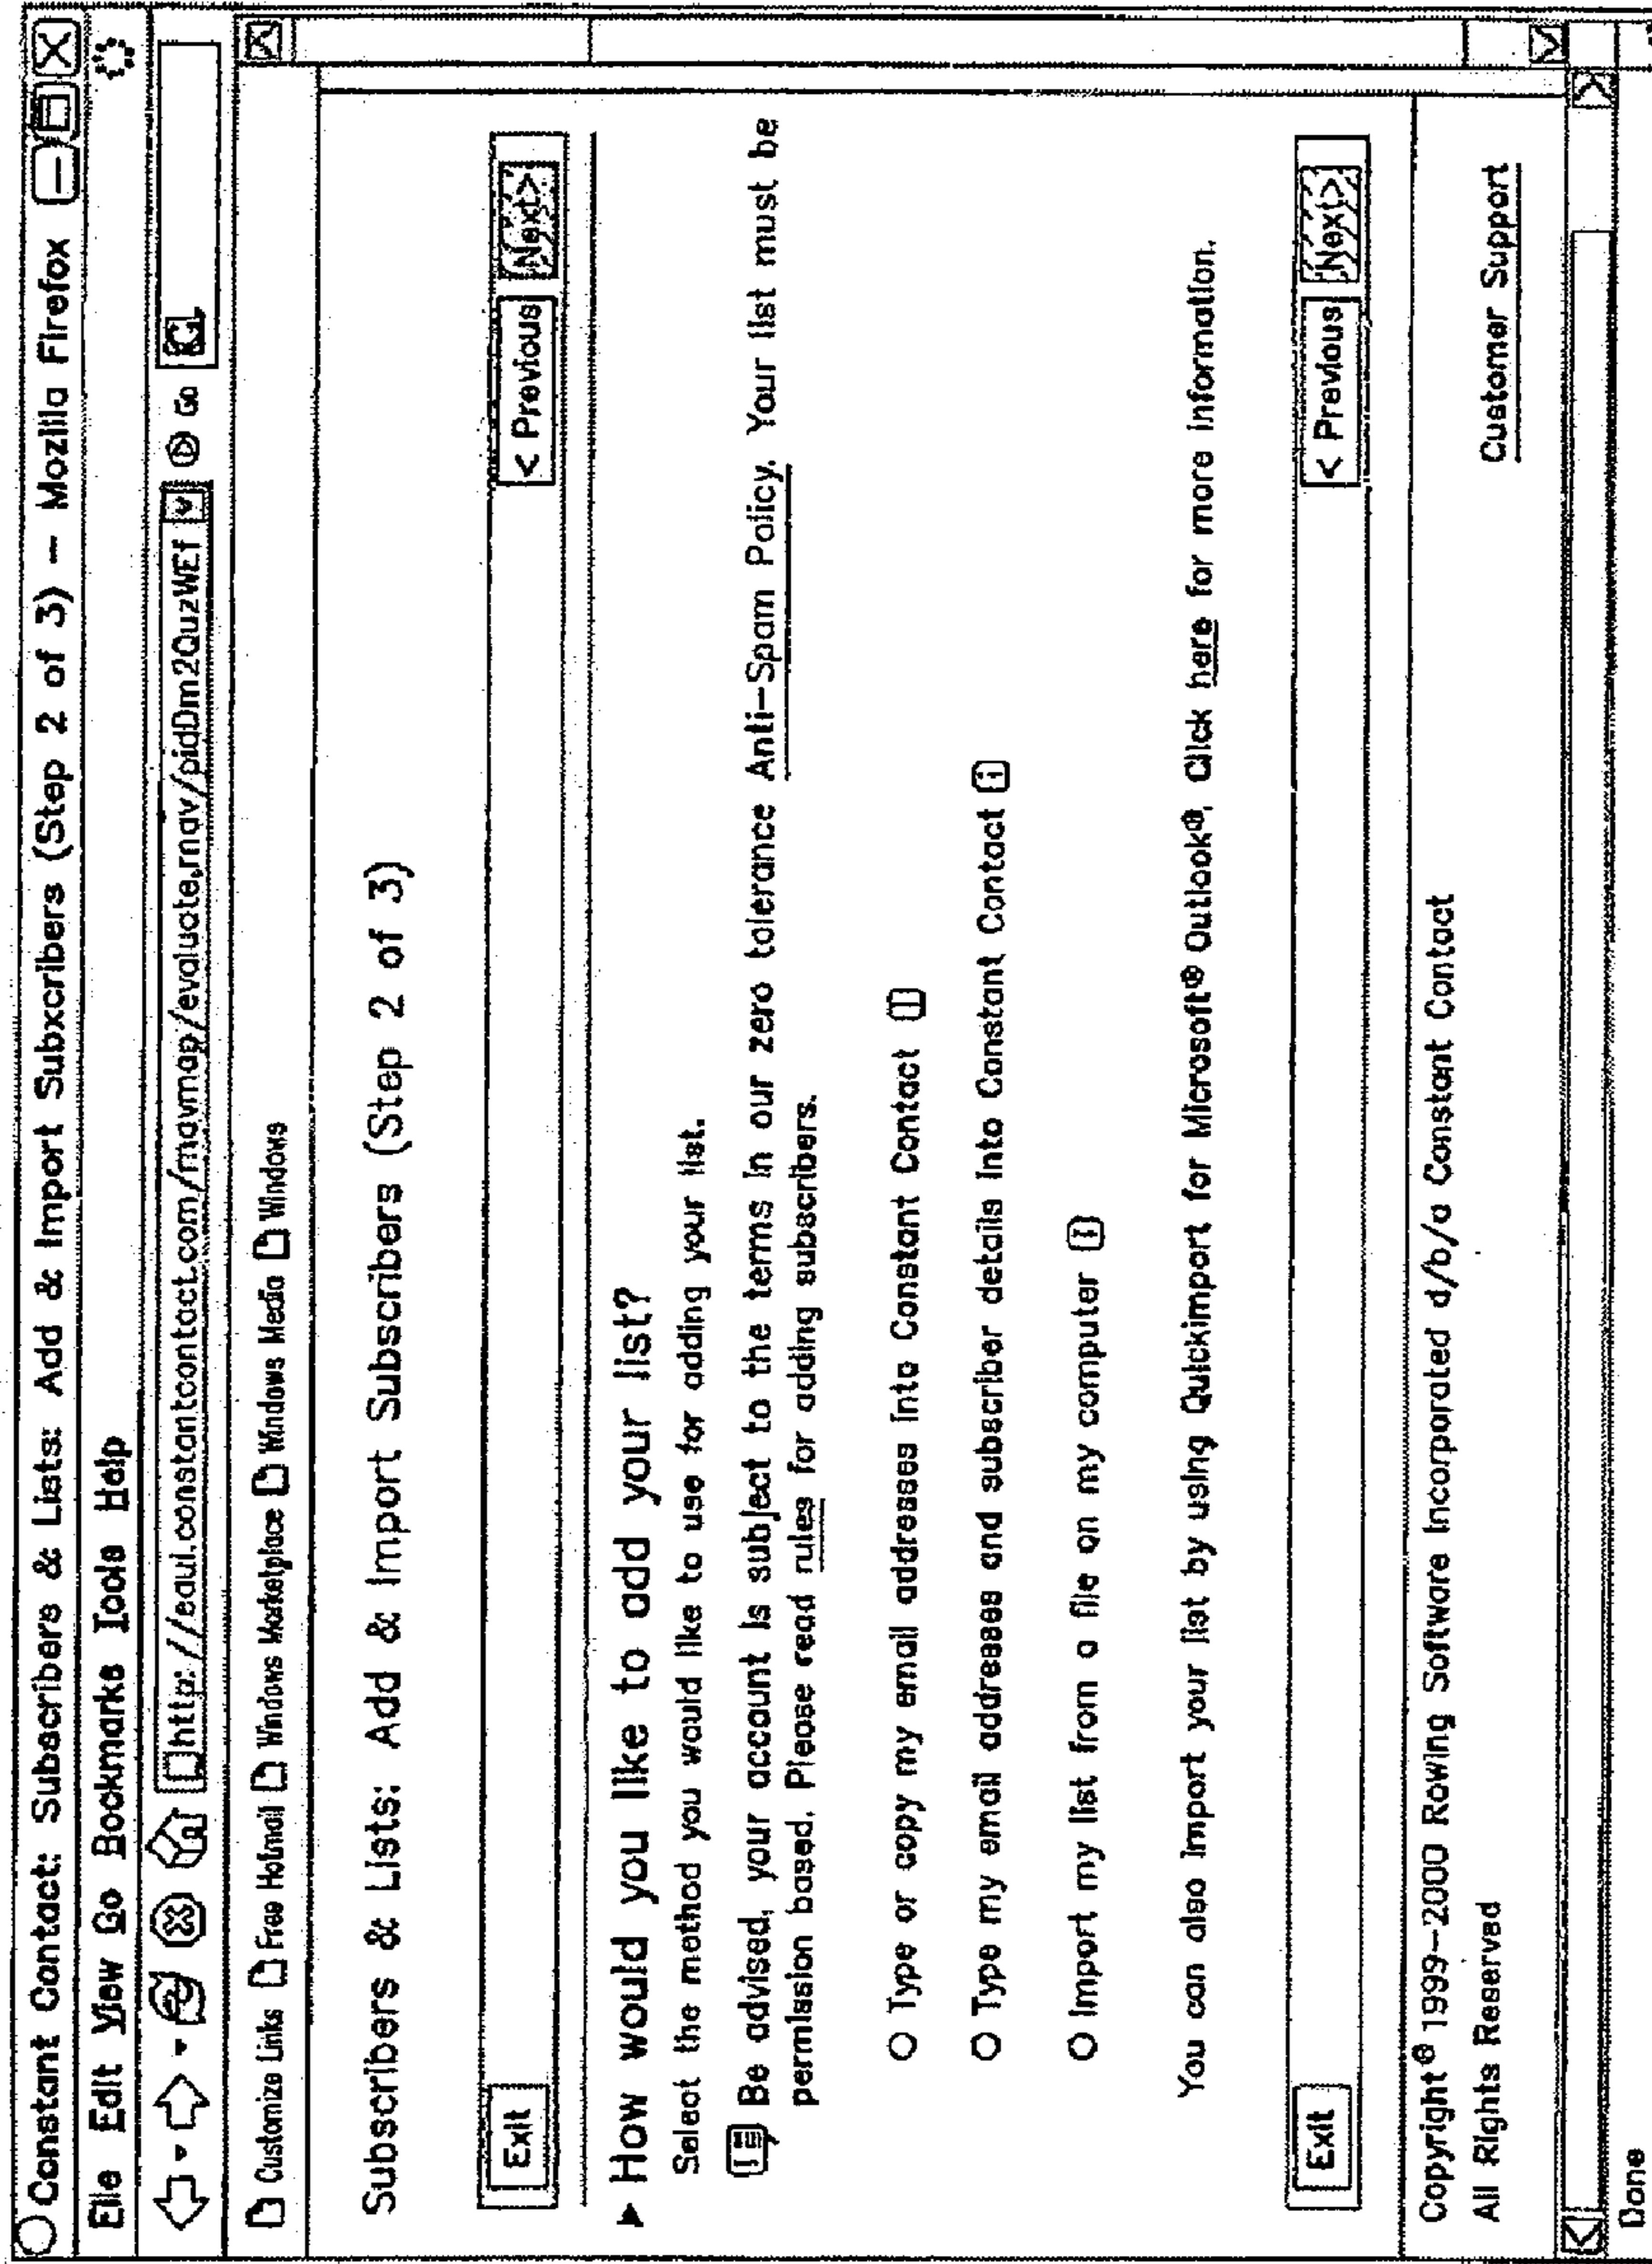 Constant Contact: Subscribers & Lists: Add & Import Subxcribers (Step 2 of 3) — Mozilla Firefox
File Edit View Go Bookmarks Tools Help
http://eaui.constantcontact.com/mavmap/evaluate.rnav/pidDm2QuzWEf Go
Customize Links Free Hotmail Windows Marketplace Windows Media Windows
Subscribers & Lists: Add & Import Subscribers (Step 2 of 3)
Exit < Previous Next>
▸ How would you like to add your list?
Select the method you would like to use for adding your list.
Be advised, your account is subject to the terms in our zero tolerance Anti-Spam Policy. Your list must be
permission based. Please read rules for adding subscribers.
Type or copy my email addresses into Constant Contact
Type my email addresses and subscriber details into Constant Contact
Import my list from a file on my computer
You can also import your list by using Quickimport for Microsoft® Outlook®. Click here for more information.
Exit < Previous Next>
Copyright © 1999-2000 Rowing Software Incorporated d/b/a Constant Contact
All Rights Reserved
Customer Support
Done